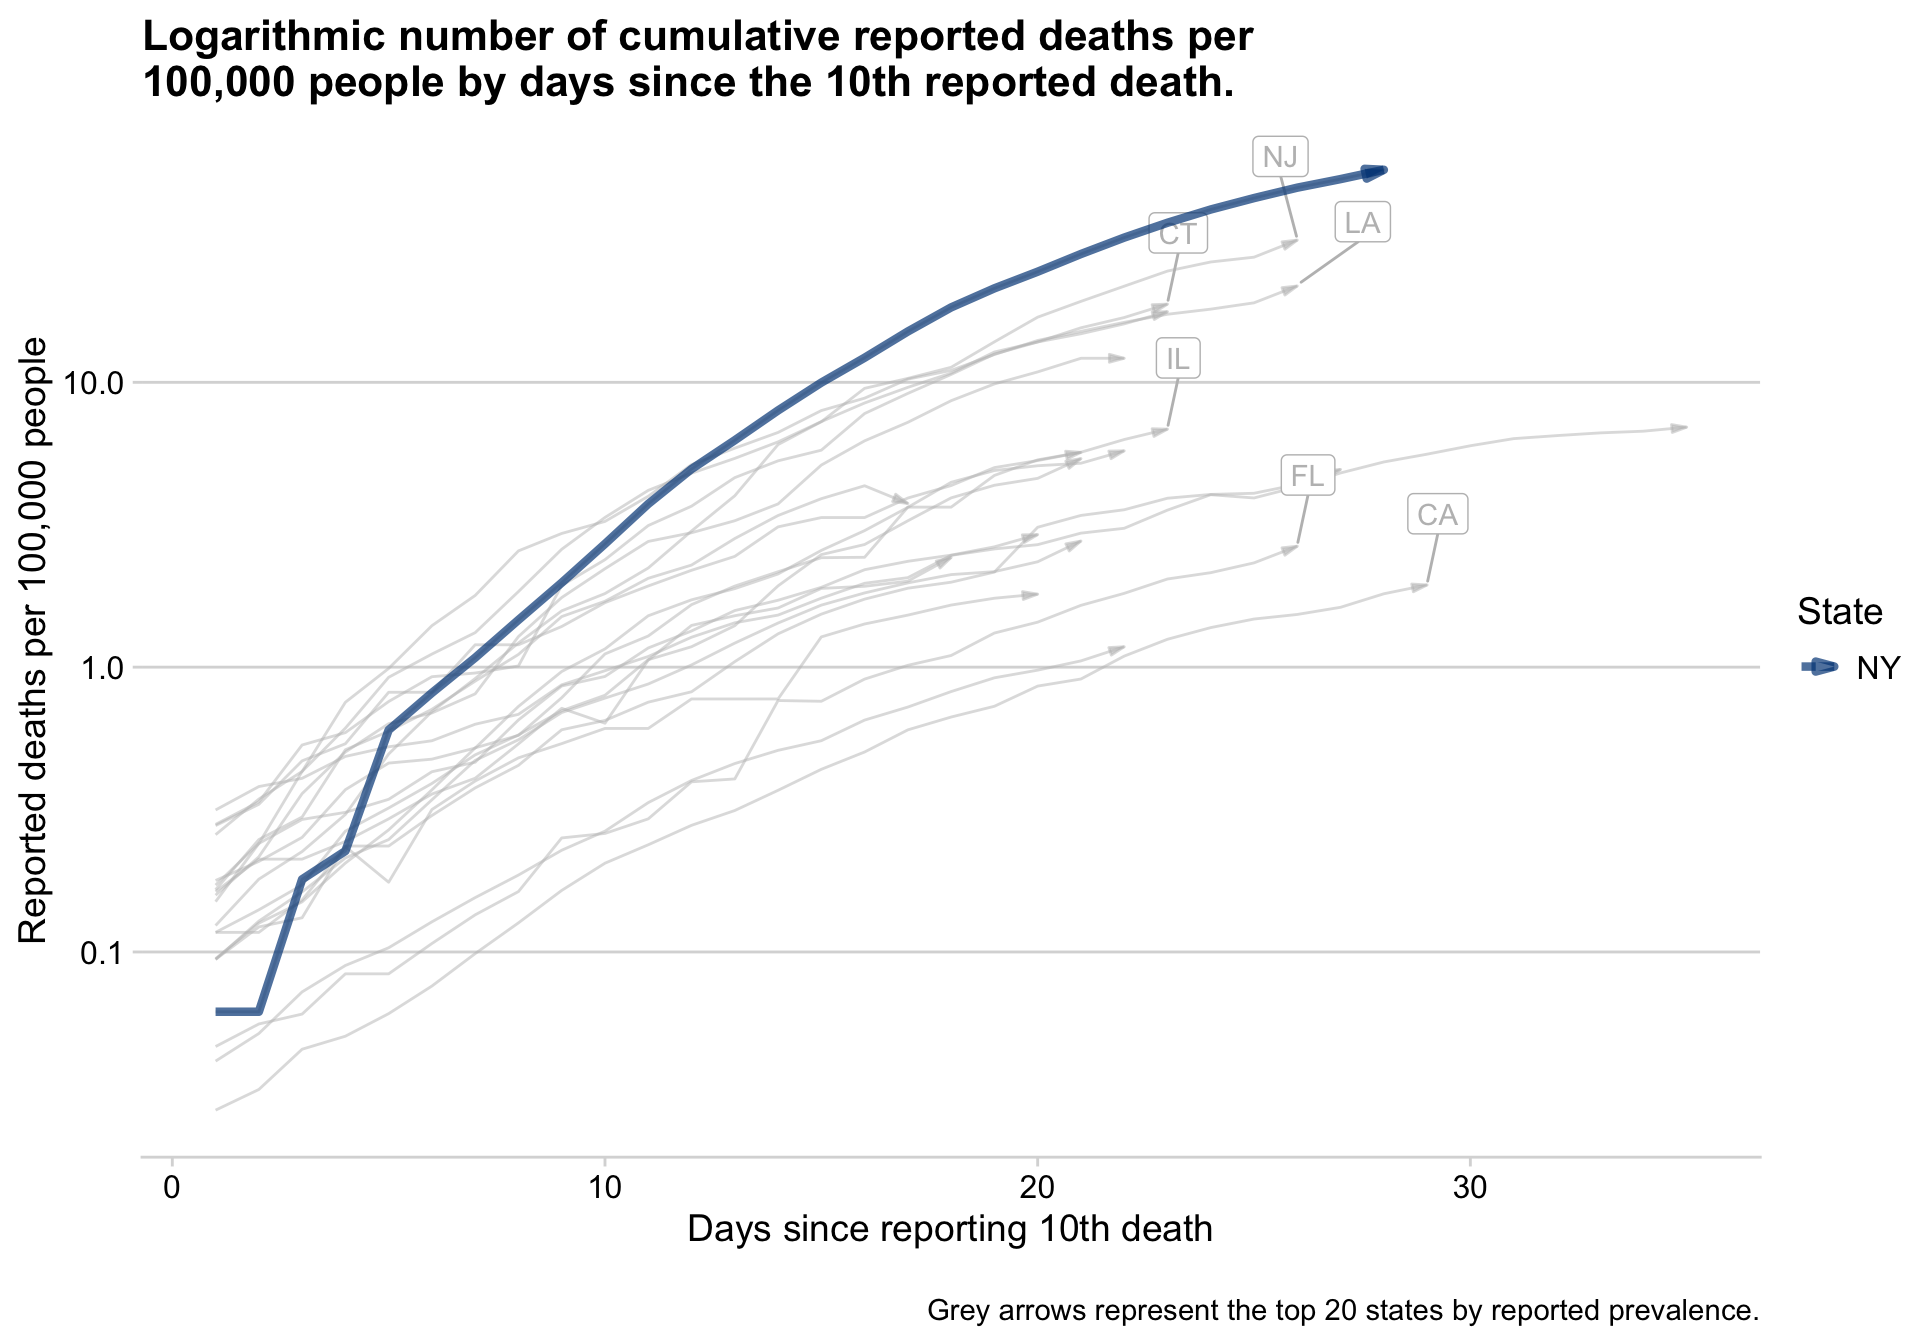 Logarithmic number of cumulative reported deaths per
100,000 people by days since the 10th reported death.
NJ
LA
CT
IL
FL
CA
Reported deaths per 100,000 people
10.0
1.0
0.1
State
NY
0
10
20
30
Days since reporting 10th death
Grey arrows represent the top 20 states by reported prevalence.